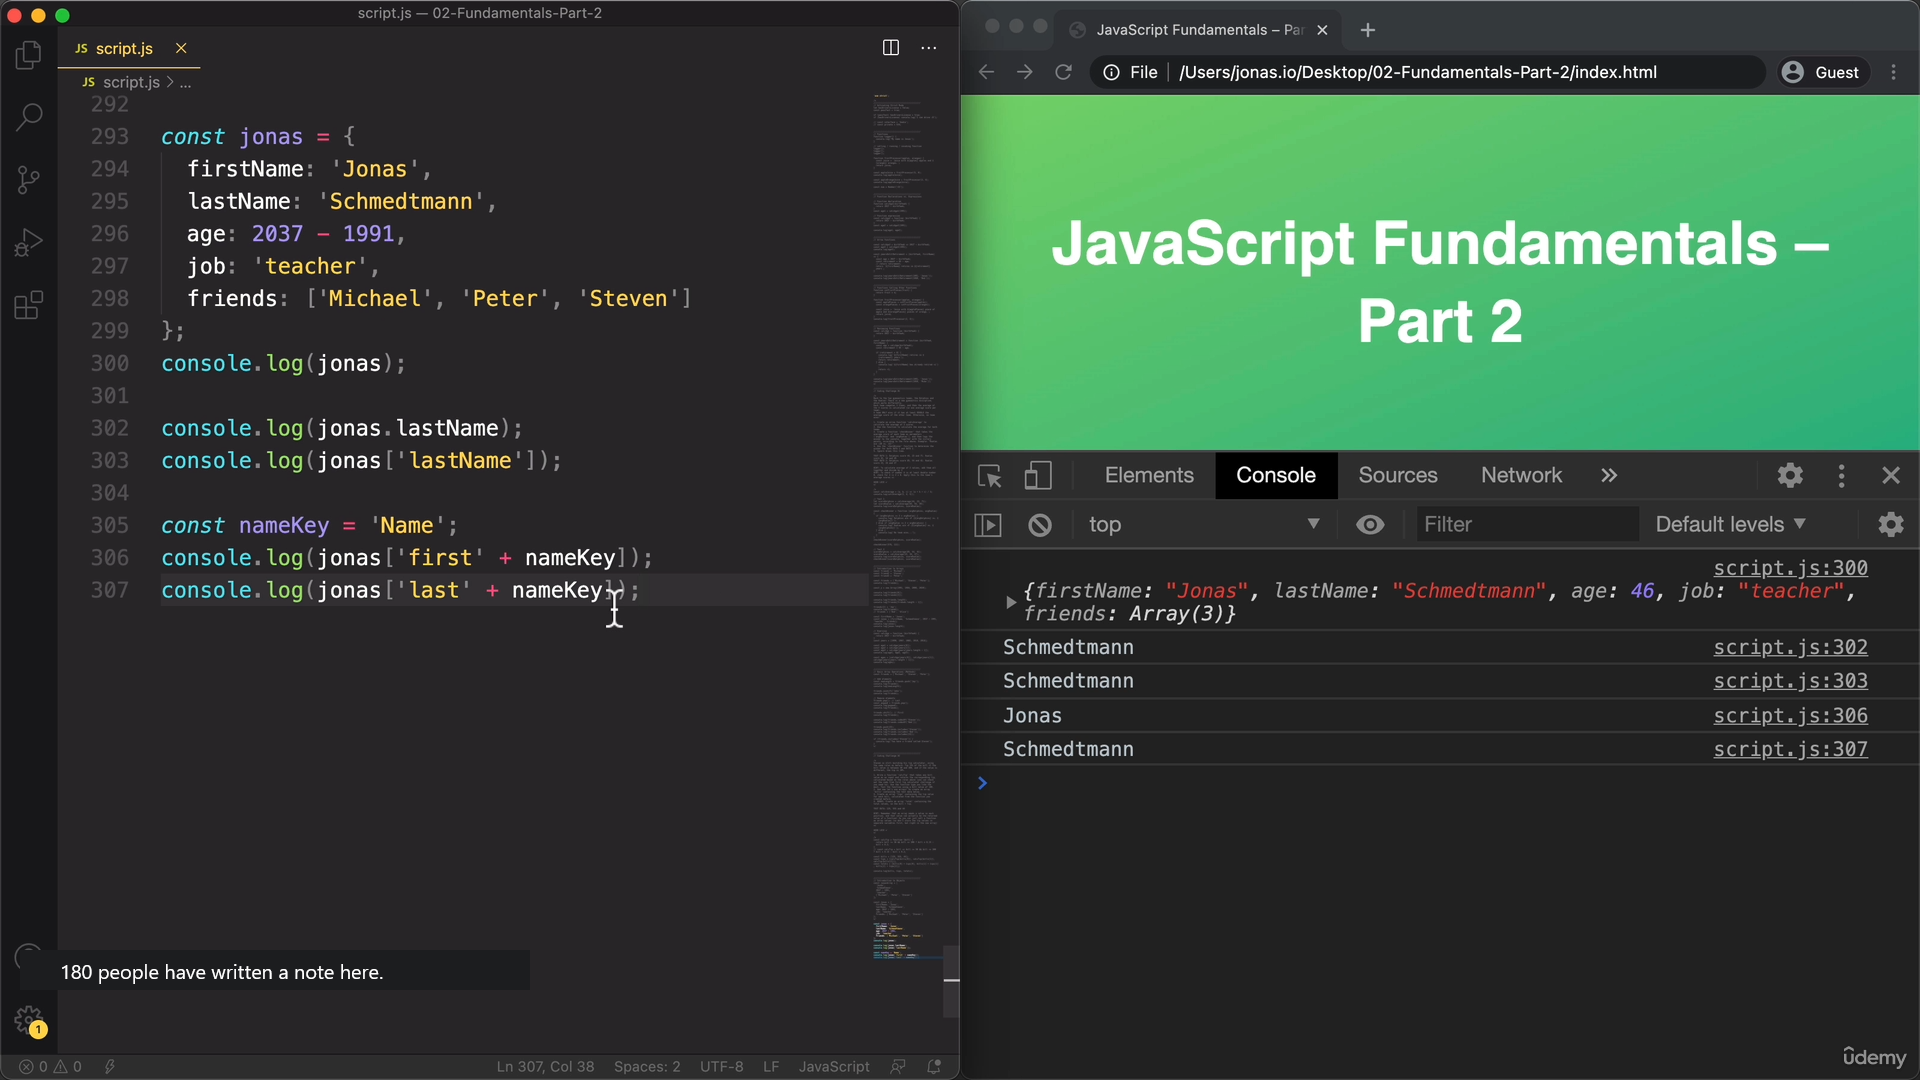 script.js — 02-Fundamentals-Part-2
JS script.js
JS script.js > ...
292
293 const jonas = {
294 firstName: 'Jonas',
295 lastName: 'Schmedtmann',
296 age: 2037 - 1991,
297 job: 'teacher',
298 friends: ['Michael', 'Peter', 'Steven']
299 };
300 console.log(jonas);
301
302 console.log(jonas.lastName);
303 console.log(jonas['lastName']);
304
305 const nameKey = 'Name';
306 console.log(jonas['first' + nameKey]);
307 console.log(jonas['last' + nameKey]);
180 people have written a note here.
1
0 0
Ln 307, Col 38 Spaces: 2 UTF-8 LF JavaScript
JavaScript Fundamentals – Par
File /Users/jonas.io/Desktop/02-Fundamentals-Part-2/index.html Guest
JavaScript Fundamentals –
Part 2
Elements Console Sources Network »
top Filter Default levels
script.js:300
{firstName: "Jonas", lastName: "Schmedtmann", age: 46, job: "teacher",
friends: Array(3)}
Schmedtmann script.js:302
Schmedtmann script.js:303
Jonas script.js:306
Schmedtmann script.js:307
ûdemy